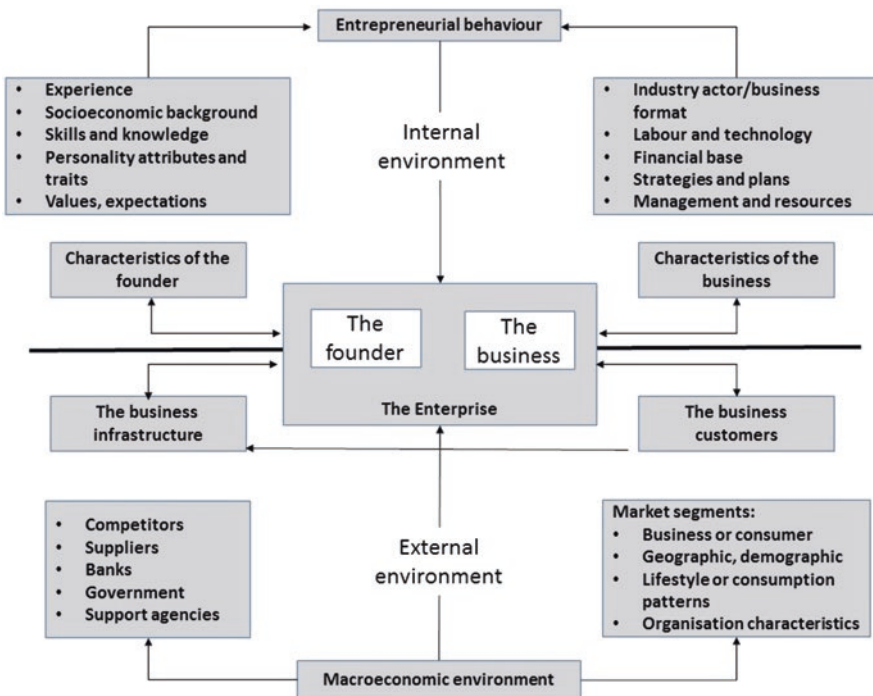 Entrepreneurial behaviour
• Experience
• Socioeconomic background
• Skills and knowledge
• Personality attributes and
traits
• Values, expectations
Internal
environment
• Industry actor/business
format
• Labour and technology
• Financial base
• Strategies and plans
• Management and resources
Characteristics of the
founder
Characteristics of the
business
The
founder
The
business
The Enterprise
The business
infrastructure
The business
customers
• Competitors
• Suppliers
• Banks
• Government
• Support agencies
External
environment
Market segments:
• Business or consumer
• Geographic, demographic
• Lifestyle or consumption
patterns
• Organisation characteristics
Macroeconomic environment